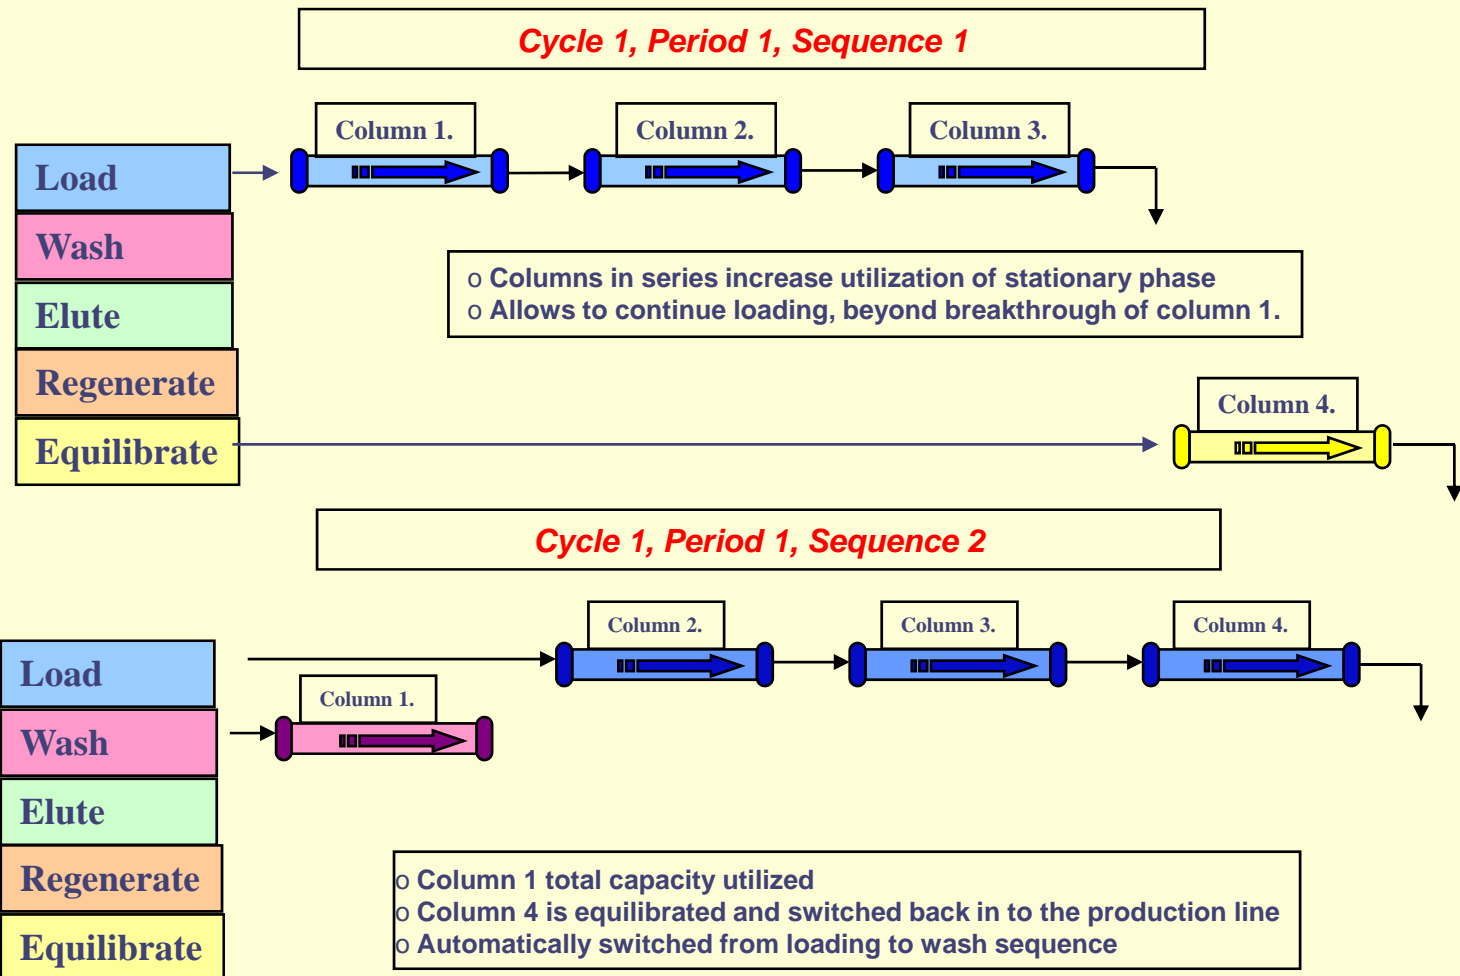 Cycle 1, Period 1, Sequence 1
Column 1.
Column 2.
Column 3.
Load
Wash
Elute
Regenerate
Equilibrate
o Columns in series increase utilization of stationary phase
o Allows to continue loading, beyond breakthrough of column 1.
Column 4.
Cycle 1, Period 1, Sequence 2
Column 2.
Column 3.
Column 4.
Load
Column 1.
Wash
Elute
Regenerate
Equilibrate
o Column 1 total capacity utilized
o Column 4 is equilibrated and switched back in to the production line
o Automatically switched from loading to wash sequence